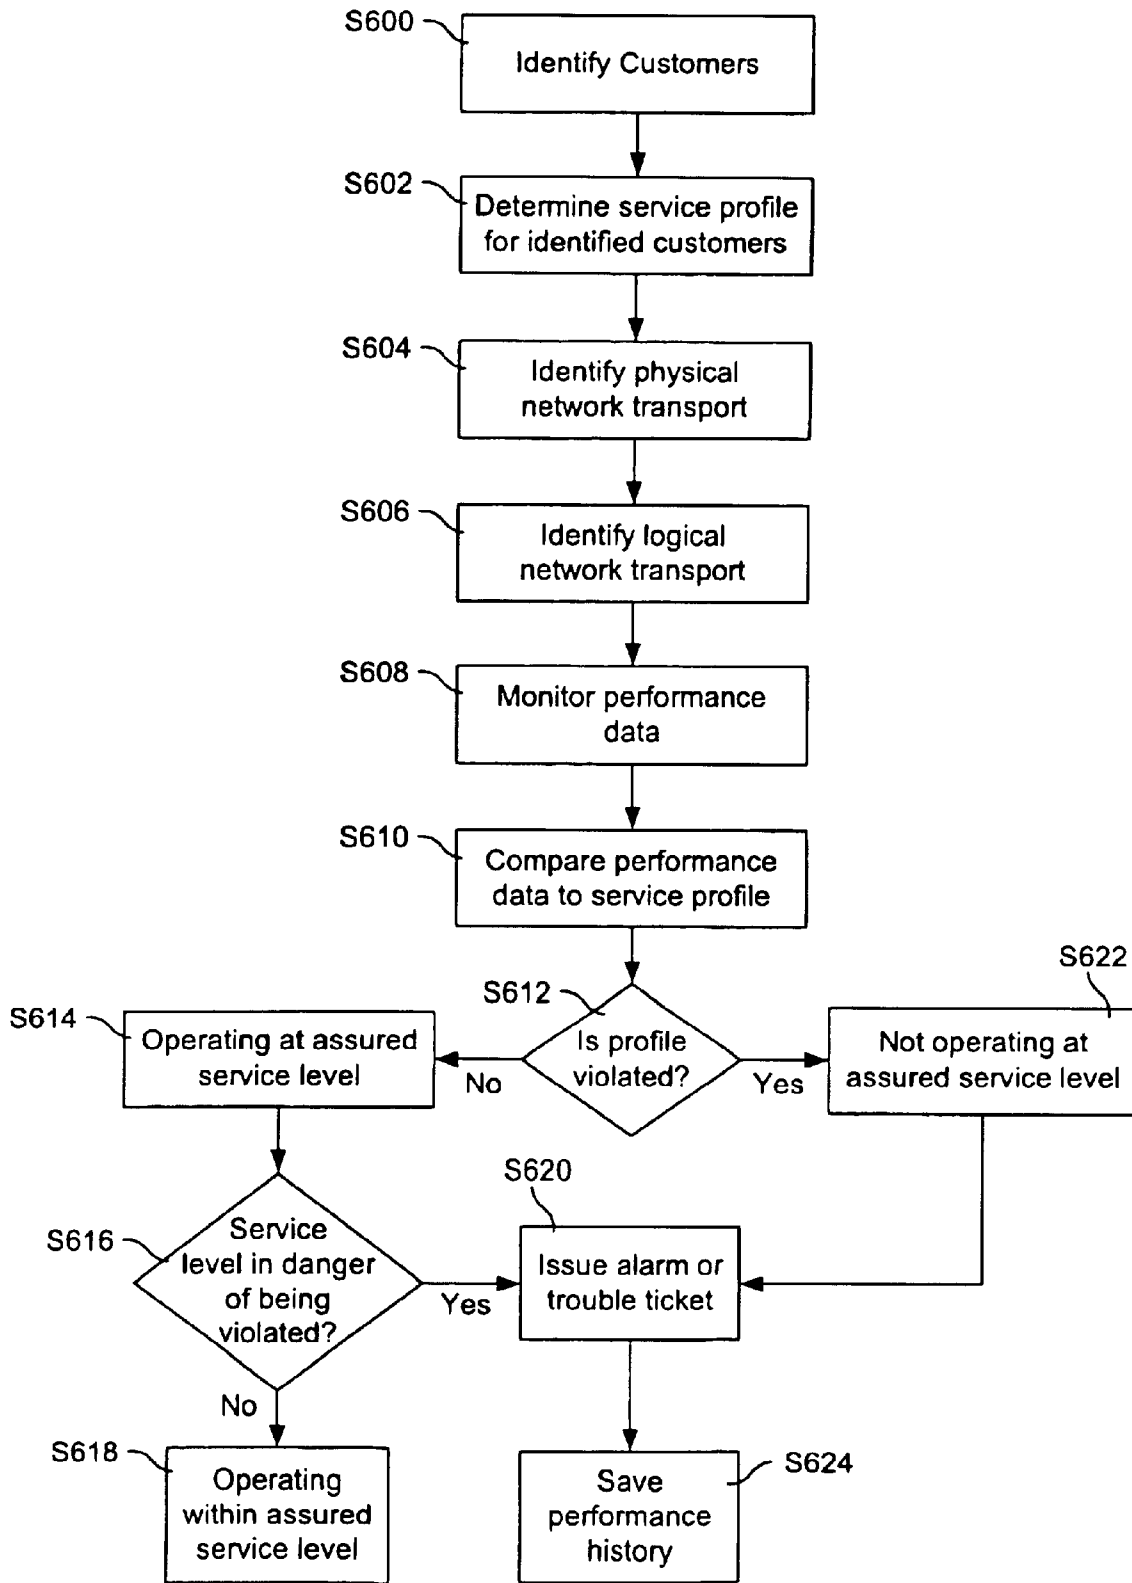 S600
Identify Customers
S602
Determine service profile
for identified customers
S604
Identify physical
network transport
S606
Identify logical
network transport
S608
Monitor performance
data
S610
Compare performance
data to service profile
S612
Is profile
violated?
No
Yes
S614
Operating at assured
service level
S622
Not operating at
assured service level
S616
Service
level in danger
of being
violated?
Yes
No
S620
Issue alarm or
trouble ticket
S618
Operating
within assured
service level
S624
Save
performance
history